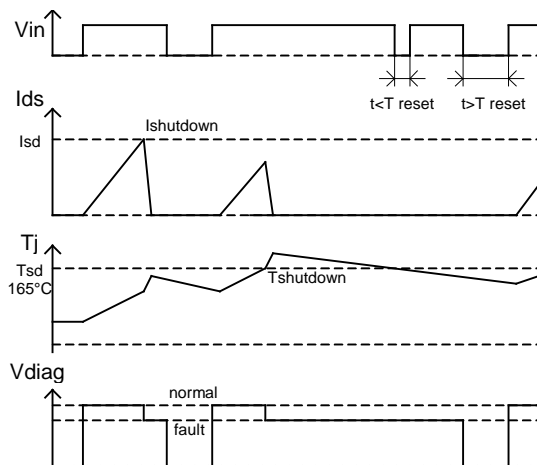 Vin
t<T reset
t>T reset
Ids
Isd
Ishutdown
Tj
Tsd
165°C
Tshutdown
Vdiag
normal
fault